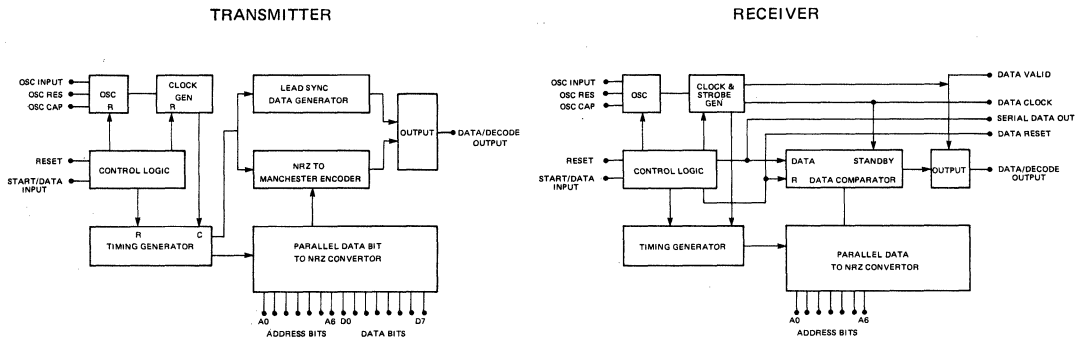 TRANSMITTER
OSC INPUT
OSC RES
OSC CAP
OSC
R
CLOCK
GEN
R
LEAD SYNC
DATA GENERATOR
OUTPUT
DATA/DECODE
OUTPUT
RESET
START/DATA
INPUT
CONTROL LOGIC
NRZ TO
MANCHESTER ENCODER
R
C
TIMING GENERATOR
PARALLEL DATA BIT
TO NRZ CONVERTOR
A0
A6
D0
D7
ADDRESS BITS
DATA BITS
RECEIVER
OSC INPUT
OSC RES
OSC CAP
OSC
CLOCK &
STROBE
GEN
DATA VALID
DATA CLOCK
SERIAL DATA OUT
DATA RESET
RESET
START/DATA
INPUT
CONTROL LOGIC
DATA
STANDBY
R
DATA COMPARATOR
OUTPUT
DATA/DECODE
OUTPUT
TIMING GENERATOR
PARALLEL DATA
TO NRZ CONVERTOR
A0
A6
ADDRESS BITS